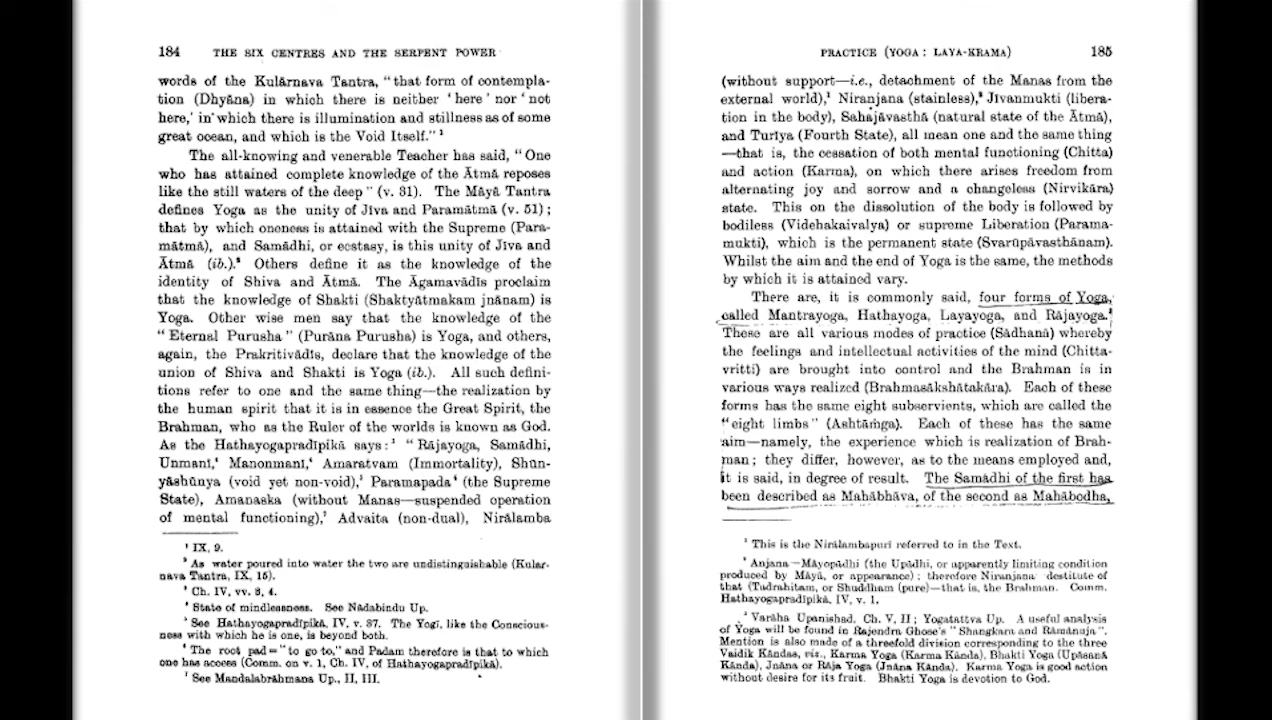 184 THE SIX CENTRES AND THE SERPENT POWER
words of the Kulārnava Tantra, “that form of contempla-
tion (Dhyāna) in which there is neither ‘here’ nor ‘not
here,’ in which there is illumination and stillness as of some
great ocean, and which is the Void Itself.” ¹
The all-knowing and venerable Teacher has said, “One
who has attained complete knowledge of the Ātmā reposes
like the still waters of the deep” (v. 31). The Māyā Tantra
defines Yoga as the unity of Jīva and Paramātmā (v. 51);
that by which oneness is attained with the Supreme (Para-
mātmā), and Samādhi, or ecstasy, is this unity of Jīva and
Ātmā (ib.).² Others define it as the knowledge of the
identity of Shiva and Ātmā. The Āgamavādīs proclaim
that the knowledge of Shakti (Shaktyātmakam jnānam) is
Yoga. Other wise men say that the knowledge of the
“Eternal Purusha” (Purāna Purusha) is Yoga, and others,
again, the Prakritivādīs, declare that the knowledge of the
union of Shiva and Shakti is Yoga (ib.). All such defini-
tions refer to one and the same thing—the realization by
the human spirit that it is in essence the Great Spirit, the
Brahman, who as the Ruler of the worlds is known as God.
As the Hathayogapradīpikā says: ³ “Rājayoga, Samādhi,
Unmanī,⁴ Manonmanī,⁴ Amaratvam (Immortality), Shūn-
yāshūnya (void yet non-void),⁵ Paramapada⁶ (the Supreme
State), Amanaska (without Manas—suspended operation
of mental functioning),⁷ Advaita (non-dual), Nirālamba
¹ IX, 9.
² As water poured into water the two are undistinguishable (Kular-
nava Tantra, IX, 15).
³ Ch. IV, vv. 3, 4.
⁴ State of mindlessness. See Nādabindu Up.
⁵ See Hathayogapradīpikā, IV, v. 37. The Yogī, like the Conscious-
ness with which he is one, is beyond both.
⁶ The root pad=“to go to,” and Padam therefore is that to which
one has access (Comm. on v. 1, Ch. IV, of Hathayogapradīpikā).
⁷ See Mandalabrāhmana Up., II, III.
PRACTICE (YOGA: LAYA-KRAMA) 185
(without support—i.e., detachment of the Manas from the
external world),¹ Niranjana (stainless),² Jīvanmukti (libera-
tion in the body), Sahajāvasthā (natural state of the Ātmā),
and Turīya (Fourth State), all mean one and the same thing
—that is, the cessation of both mental functioning (Chitta)
and action (Karma), on which there arises freedom from
alternating joy and sorrow and a changeless (Nirvikāra)
state. This on the dissolution of the body is followed by
bodiless (Videhakaivalya) or supreme Liberation (Parama-
mukti), which is the permanent state (Svarūpāvasthānam).
Whilst the aim and the end of Yoga is the same, the methods
by which it is attained vary.
There are, it is commonly said, four forms of Yoga,
called Mantrayoga, Hathayoga, Layayoga, and Rājayoga.³
These are all various modes of practice (Sādhanā) whereby
the feelings and intellectual activities of the mind (Chitta-
vritti) are brought into control and the Brahman is in
various ways realized (Brahmasākshātakāra). Each of these
forms has the same eight subservients, which are called the
“eight limbs” (Ashtāmga). Each of these has the same
aim—namely, the experience which is realization of Brah-
man; they differ, however, as to the means employed and,
it is said, in degree of result. The Samādhi of the first has
been described as Mahābhāva, of the second as Mahābodha,
¹ This is the Nirālambapurī referred to in the Text.
² Anjana—Māyopādhi (the Upādhi, or apparently limiting condition
produced by Māyā, or appearance); therefore Niranjana destitute of
that (Tadrahitam, or Shuddham (pure)—that is, the Brahman. Comm.
Hathayogapradīpikā, IV, v. 1.
³ Varāha Upanishad, Ch. V, II; Yogatattva Up. A useful analysis
of Yoga will be found in Rajendra Ghose's “Shangkara and Rāmānuja”.
Mention is also made of a threefold division corresponding to the three
Vaidik Kāndas, viz., Karma Yoga (Karma Kānda), Bhakti Yoga (Upāsanā
Kānda), Jnāna or Rāja Yoga (Jnāna Kānda). Karma Yoga is good action
without desire for its fruit. Bhakti Yoga is devotion to God.